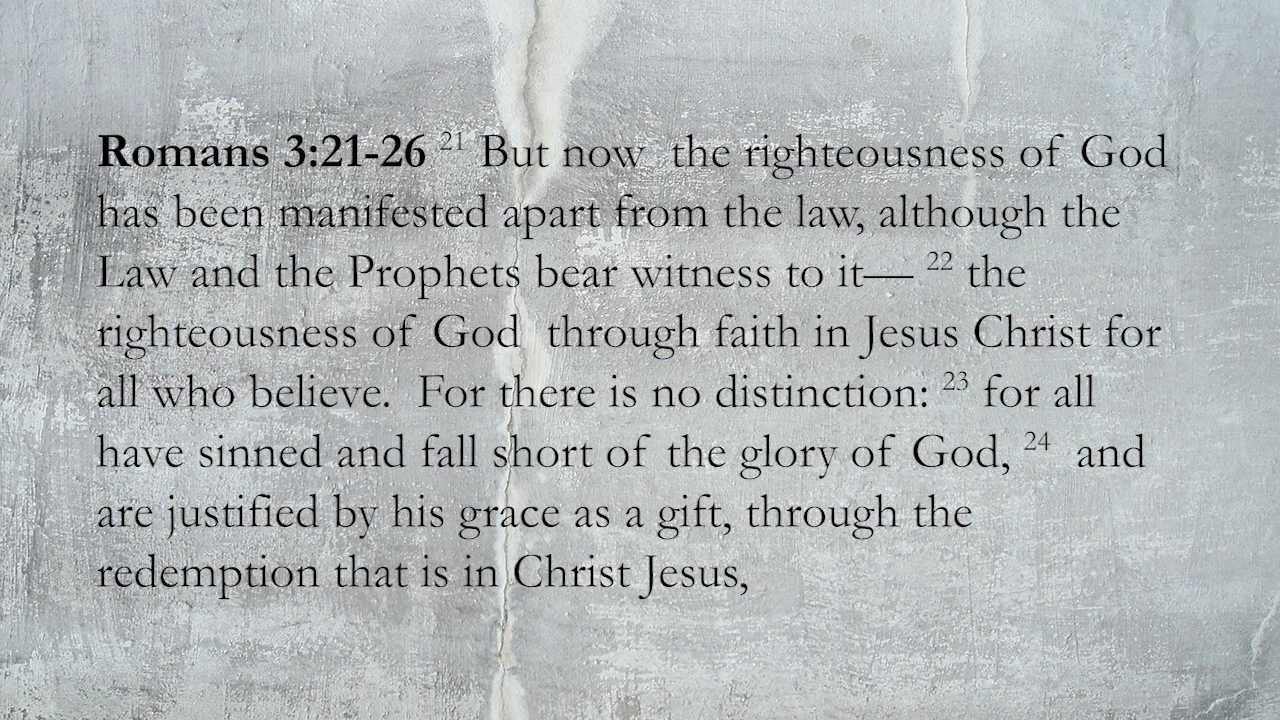 Romans 3:21-26 21 But now the righteousness of God
has been manifested apart from the law, although the
Law and the Prophets bear witness to it— 22 the
righteousness of God through faith in Jesus Christ for
all who believe. For there is no distinction: 23 for all
have sinned and fall short of the glory of God, 24 and
are justified by his grace as a gift, through the
redemption that is in Christ Jesus,